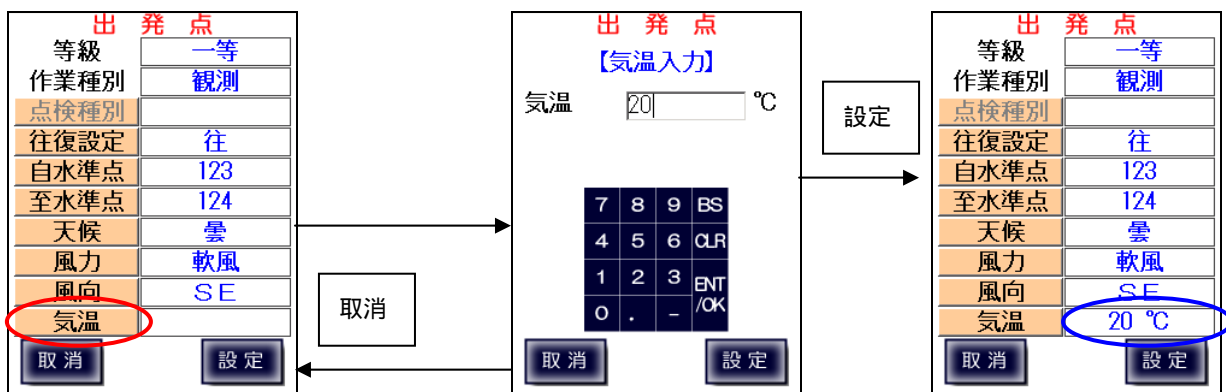 出 発 点
等級 一等
作業種別 観測
点検種別
往復設定 往
自水準点 123
至水準点 124
天候 曇
風力 軟風
風向 ＳＥ
気温
取 消 設 定
取消
出 発 点
【気温入力】
気温 20 ℃
7 8 9 BS
4 5 6 CLR
1 2 3 ENT/OK
0 . －
取 消 設 定
設定
出 発 点
等級 一等
作業種別 観測
点検種別
往復設定 往
自水準点 123
至水準点 124
天候 曇
風力 軟風
風向 ＳＥ
気温 20 ℃
取 消 設 定